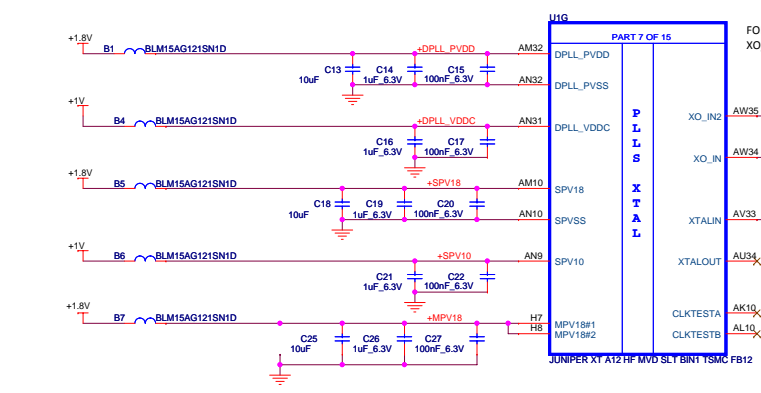 U1G
PART 7 OF 15
FO
XO
+1.8V
B1 BLM15AG121SN1D
+DPLL_PVDD
AM32
DPLL_PVDD
C13
10uF
C14
1uF_6.3V
C15
100nF_6.3V
AN32
DPLL_PVSS
+1V
B4 BLM15AG121SN1D
+DPLL_VDDC
AN31
DPLL_VDDC
C16
1uF_6.3V
C17
100nF_6.3V
+1.8V
B5 BLM15AG121SN1D
+SPV18
AM10
SPV18
C18
10uF
C19
1uF_6.3V
C20
100nF_6.3V
AN10
SPVSS
+1V
B6 BLM15AG121SN1D
+SPV10
AN9
SPV10
C21
1uF_6.3V
C22
100nF_6.3V
+1.8V
B7 BLM15AG121SN1D
+MPV18
H7
MPV18#1
H8
MPV18#2
C25
10uF
C26
1uF_6.3V
C27
100nF_6.3V
PLLS XTAL
XO_IN2
AW35
XO_IN
AW34
XTALIN
AV33
XTALOUT
AU34
CLKTESTA
AK10
CLKTESTB
AL10
JUNIPER XT A12 HF MVD SLT BIN1 TSMC FB12